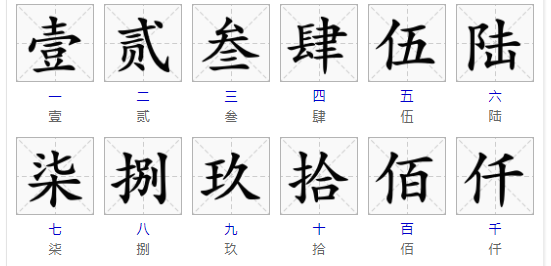 壹 贰 叁 肆 伍 陆
一 二 三 四 五 六
壹 贰 叁 肆 伍 陆
柒 捌 玖 拾 佰 仟
七 八 九 十 百 千
柒 捌 玖 拾 佰 仟